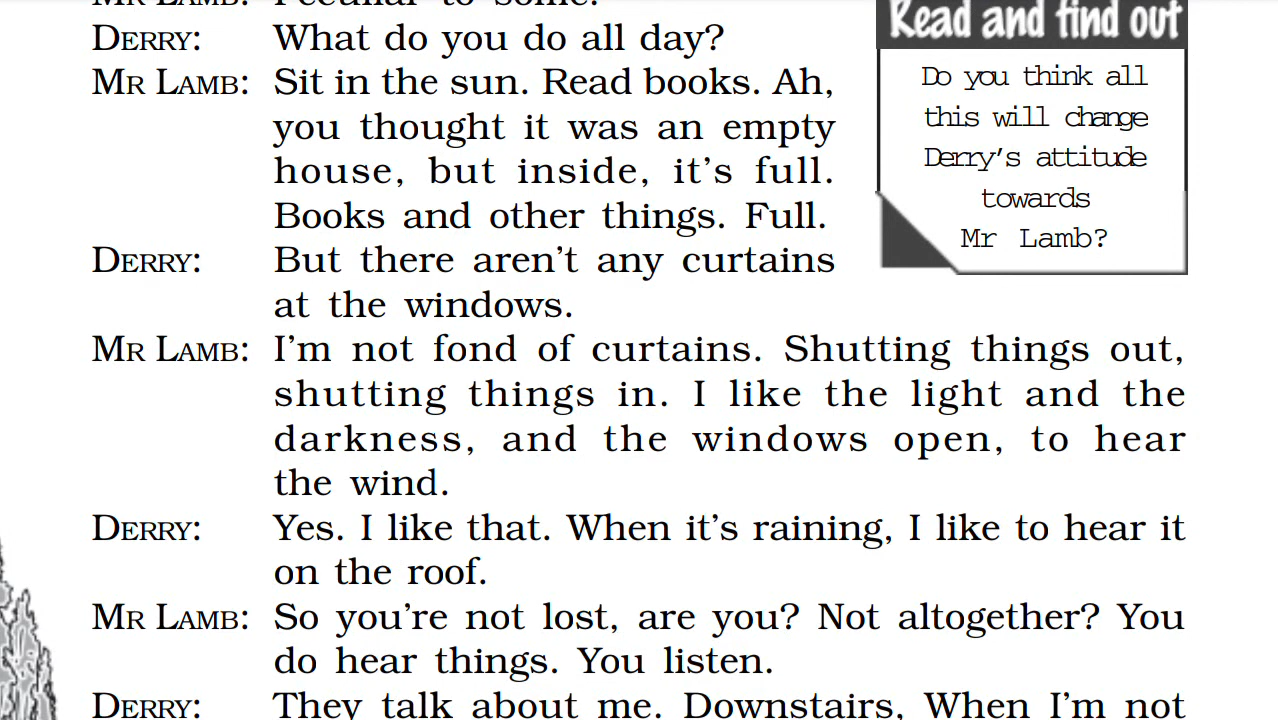 MR LAMB: Peculiar to some.
DERRY: What do you do all day?
MR LAMB: Sit in the sun. Read books. Ah,
you thought it was an empty
house, but inside, it's full.
Books and other things. Full.
DERRY: But there aren't any curtains
at the windows.
MR LAMB: I'm not fond of curtains. Shutting things out,
shutting things in. I like the light and the
darkness, and the windows open, to hear
the wind.
DERRY: Yes. I like that. When it's raining, I like to hear it
on the roof.
MR LAMB: So you're not lost, are you? Not altogether? You
do hear things. You listen.
DERRY: They talk about me. Downstairs, When I'm not
Read and find out
Do you think all
this will change
Derry's attitude
towards
Mr Lamb?